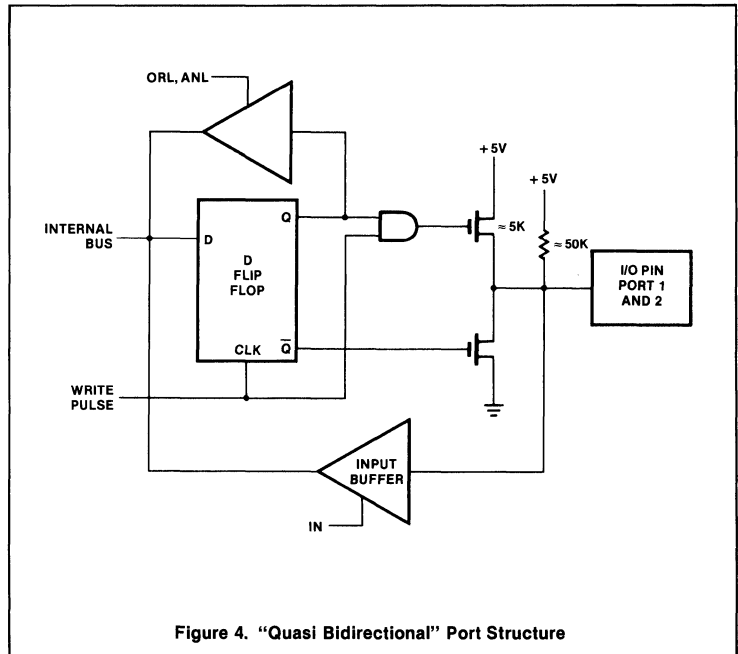 ORL, ANL
+5V
+5V
INTERNAL
BUS
D
Q
D
FLIP
FLOP
CLK
Q̅
≈5K
≈50K
I/O PIN
PORT 1
AND 2
WRITE
PULSE
INPUT
BUFFER
IN
Figure 4. “Quasi Bidirectional” Port Structure